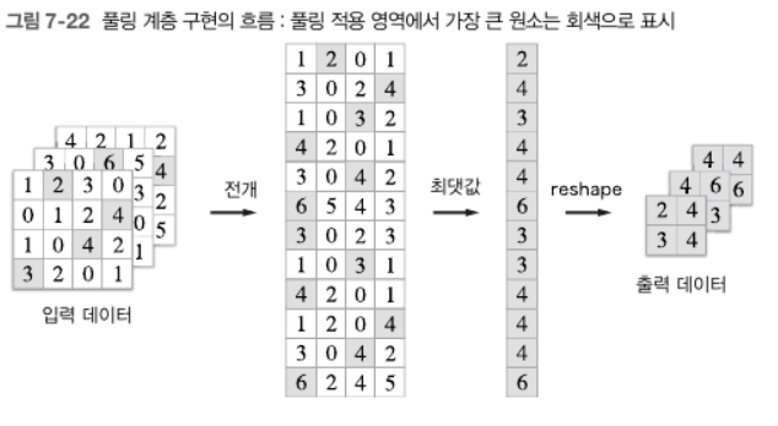 그림 7-22 풀링 계층 구현의 흐름 : 풀링 적용 영역에서 가장 큰 원소는 회색으로 표시
4 2 1 2
3 0 6 5 4
1 2 3 0 3 2
0 1 2 4 0 5
1 0 4 2 1
3 2 0 1
입력 데이터
전개
1 2 0 1
3 0 2 4
1 0 3 2
4 2 0 1
3 0 4 2
6 5 4 3
3 0 2 3
1 0 3 1
4 2 0 1
1 2 0 4
3 0 4 2
6 2 4 5
최댓값
2
4
3
4
4
6
3
3
4
4
4
6
reshape
4 4
4 6 6
2 4 3
3 4
출력 데이터